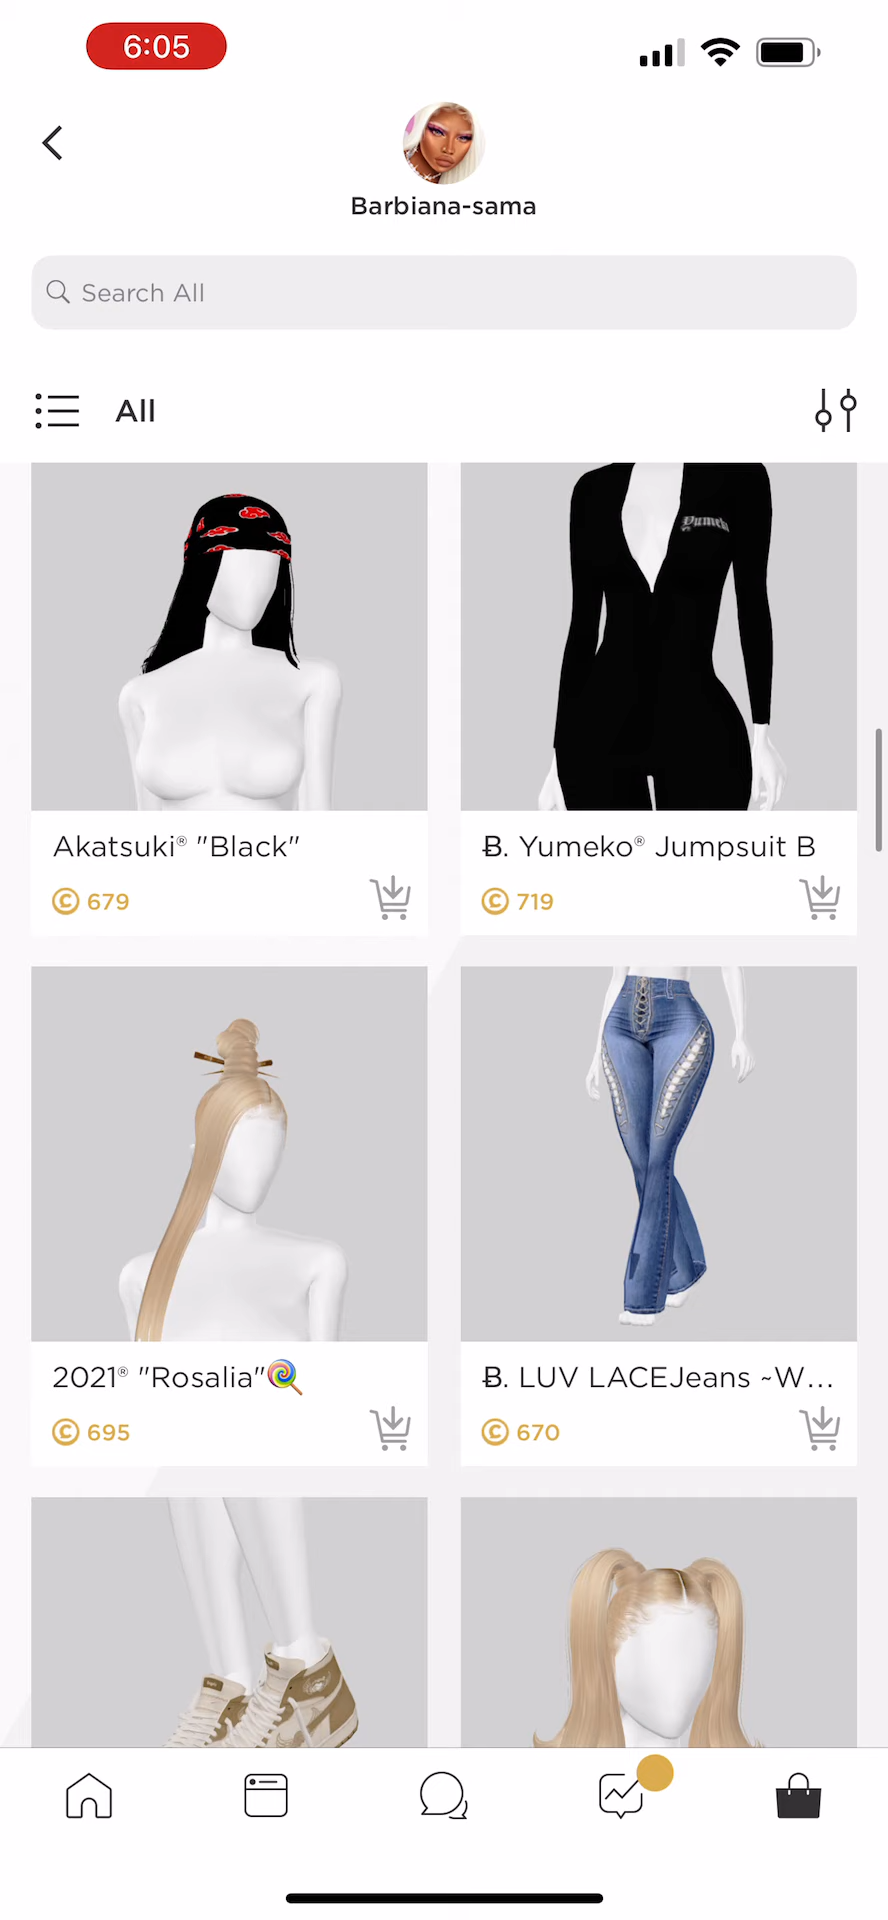 6:05
Barbiana-sama
Search All
All
Akatsuki® "Black"
679
Yumeko
Ƀ. Yumeko® Jumpsuit B
719
2021® "Rosalia"🍭
695
Ƀ. LUV LACEJeans ~W...
670